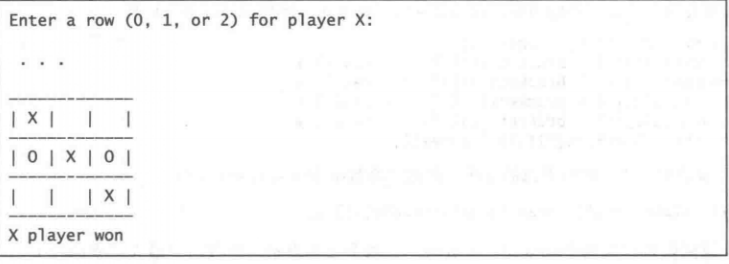 Enter a row (0, 1, or 2) for player X:
. . .
| X |   |   |
| O | X | O |
|   |   | X |
X player won